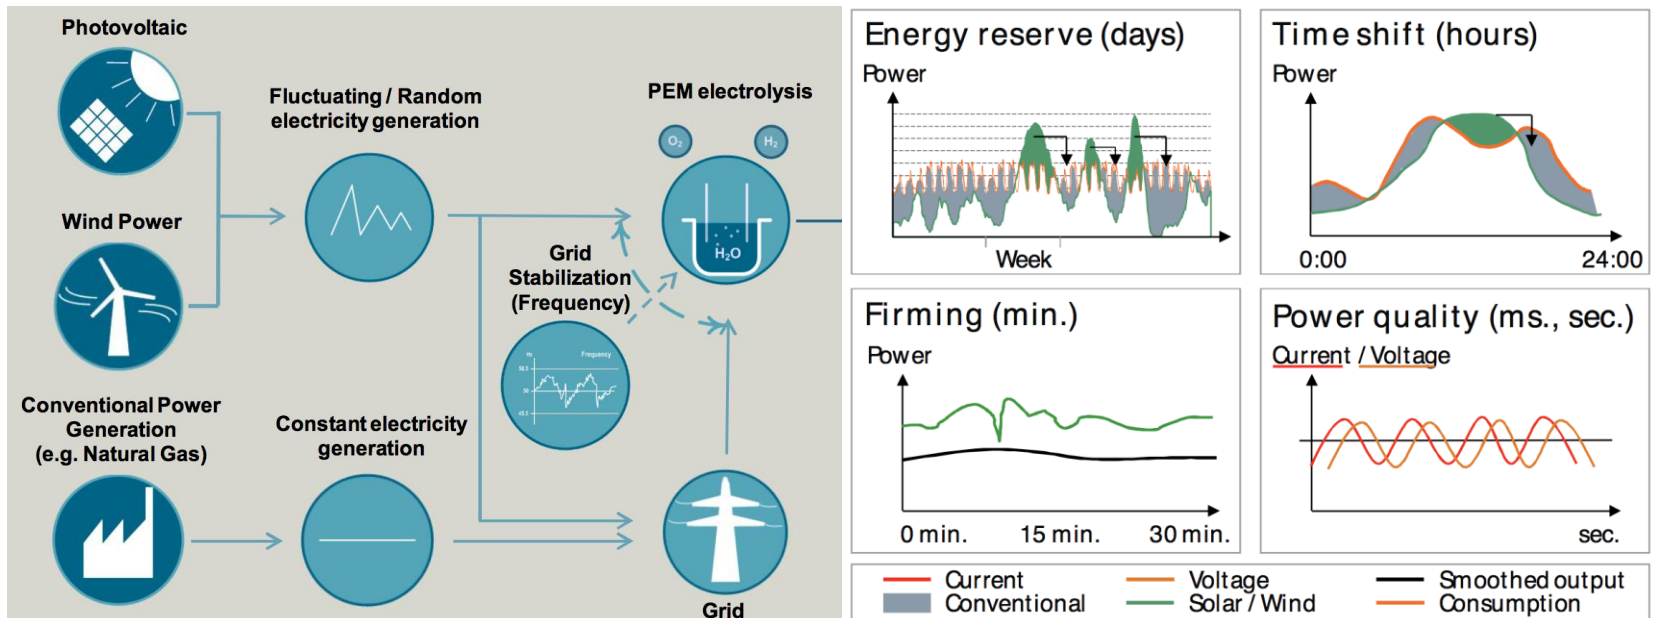 Photovoltaic
Wind Power
Conventional Power
Generation
(e.g. Natural Gas)
Fluctuating / Random
electricity generation
Constant electricity
generation
Grid
Stabilization
(Frequency)
Frequency
50
PEM electrolysis
O2
H2
H2O
Grid
Energy reserve (days)
Power
Week
Time shift (hours)
Power
0:00
24:00
Firming (min.)
Power
0 min.
15 min.
30 min.
Power quality (ms., sec.)
Current / Voltage
sec.
Current
Voltage
Smoothed output
Conventional
Solar / Wind
Consumption